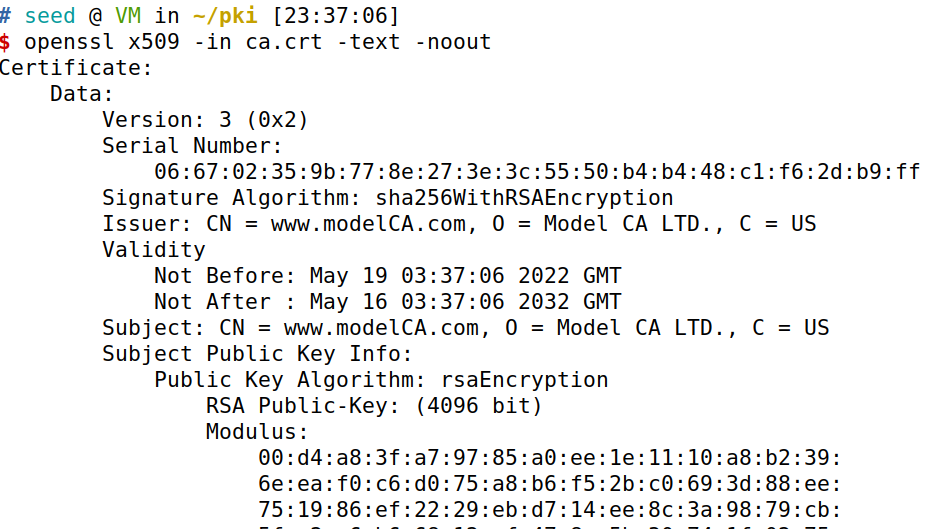 # seed @ VM in ~/pki [23:37:06]
$ openssl x509 -in ca.crt -text -noout
Certificate:
    Data:
        Version: 3 (0x2)
        Serial Number:
            06:67:02:35:9b:77:8e:27:3e:3c:55:50:b4:b4:48:c1:f6:2d:b9:ff
        Signature Algorithm: sha256WithRSAEncryption
        Issuer: CN = www.modelCA.com, O = Model CA LTD., C = US
        Validity
            Not Before: May 19 03:37:06 2022 GMT
            Not After : May 16 03:37:06 2032 GMT
        Subject: CN = www.modelCA.com, O = Model CA LTD., C = US
        Subject Public Key Info:
            Public Key Algorithm: rsaEncryption
                RSA Public-Key: (4096 bit)
                Modulus:
                    00:d4:a8:3f:a7:97:85:a0:ee:1e:11:10:a8:b2:39:
                    6e:ea:f0:c6:d0:75:a8:b6:f5:2b:c0:69:3d:88:ee:
                    75:19:86:ef:22:29:eb:d7:14:ee:8c:3a:98:79:cb: